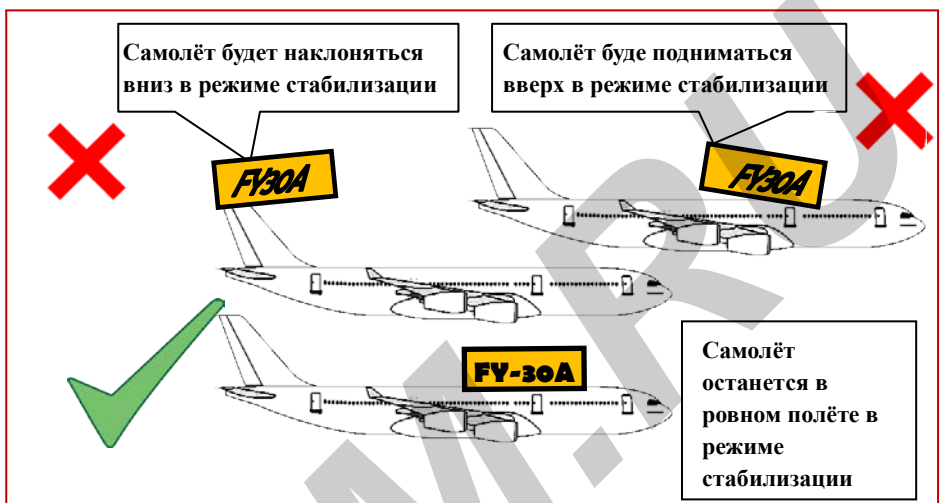 Самолёт будет наклоняться
вниз в режиме стабилизации
Самолёт буде подниматься
вверх в режиме стабилизации
FY30A
FY30A
FY-30A
Самолёт
останется в
ровном полёте в
режиме
стабилизации
M.RU